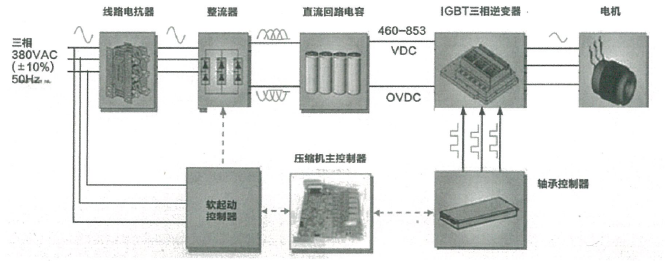 线路电抗器
整流器
直流回路电容
IGBT三相逆变器
电机
三相
380VAC
(±10%)
50Hz
460-853
VDC
OVDC
压缩机主控制器
轴承控制器
软起动
控制器